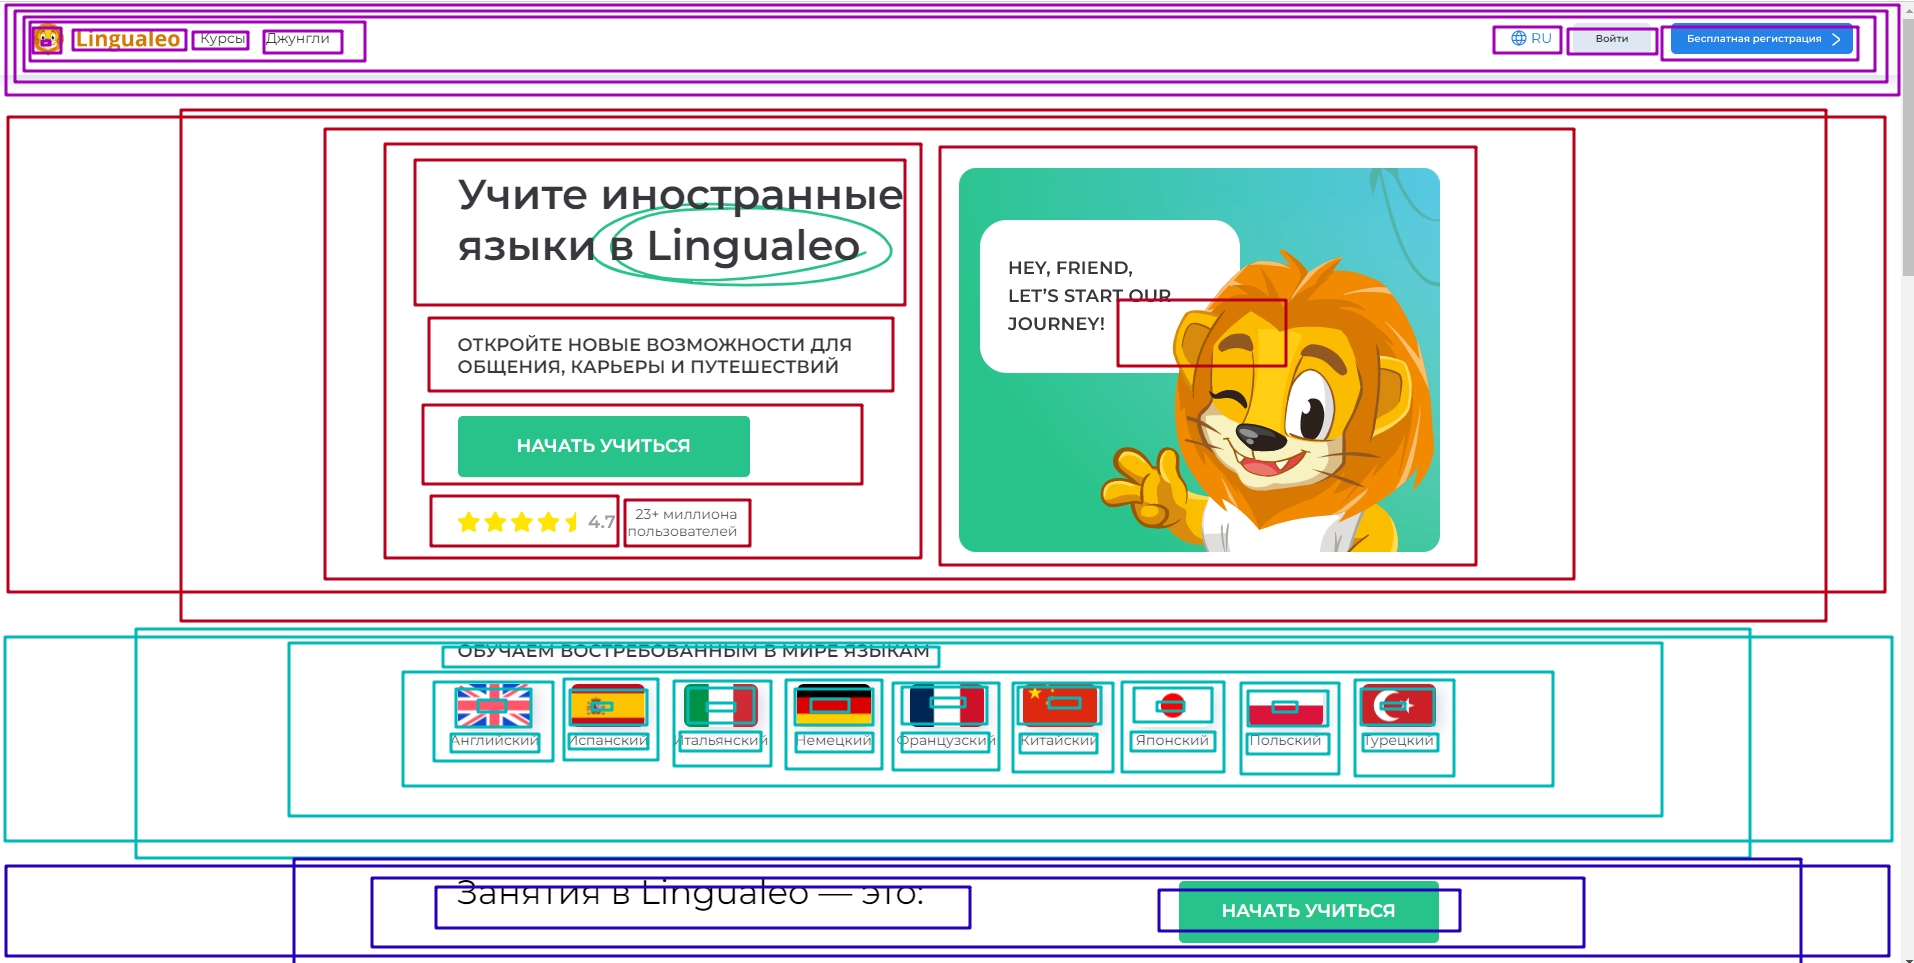 Lingualeo
Курсы
Джунгли
RU
Войти
Бесплатная регистрация
Учите иностранные
языки в Lingualeo
ОТКРОЙТЕ НОВЫЕ ВОЗМОЖНОСТИ ДЛЯ
ОБЩЕНИЯ, КАРЬЕРЫ И ПУТЕШЕСТВИЙ
НАЧАТЬ УЧИТЬСЯ
4.7
23+ миллиона
пользователей
HEY, FRIEND,
LET’S START OUR
JOURNEY!
ОБУЧАЕМ ВОСТРЕБОВАННЫМ В МИРЕ ЯЗЫКАМ
Английский
Испанский
Итальянский
Немецкий
Французский
Китайский
Японский
Польский
Турецкий
Занятия в Lingualeo — это:
НАЧАТЬ УЧИТЬСЯ